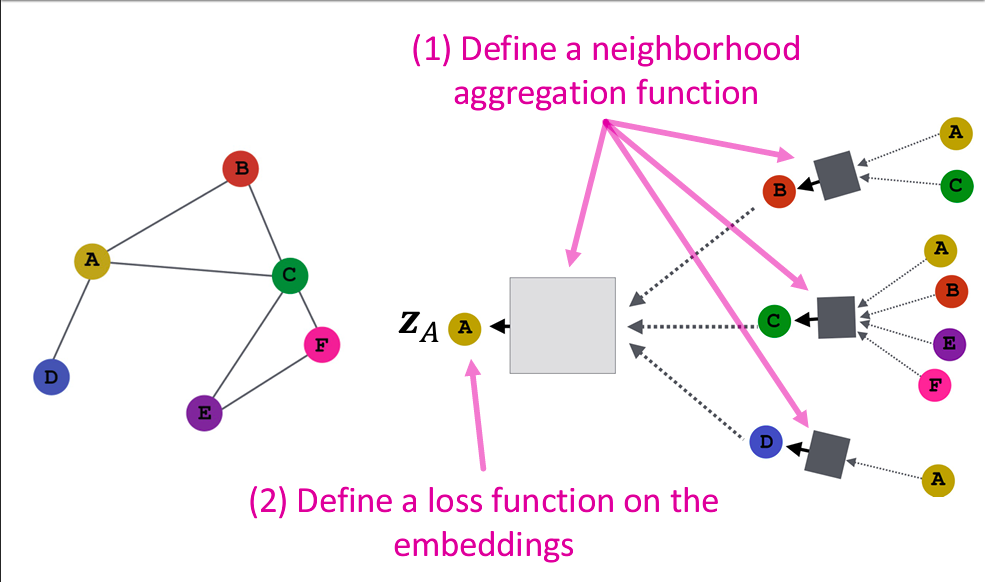 (1) Define a neighborhood
aggregation function
A
B
C
B
A
C
F
D
E
z_A A
C
A
B
E
F
D
A
(2) Define a loss function on the
embeddings